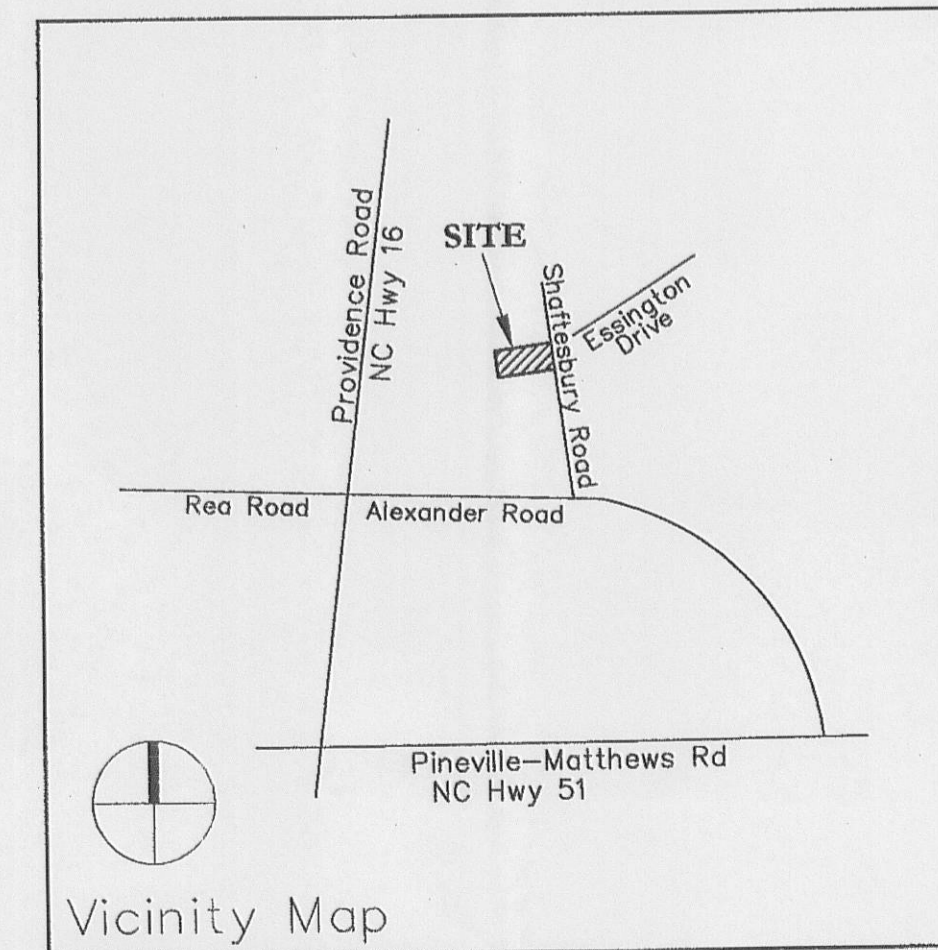 Providence Road
NC Hwy 16
SITE
Shaftesbury Road
Essington
Drive
Rea Road
Alexander Road
Pineville-Matthews Rd
NC Hwy 51
Vicinity Map